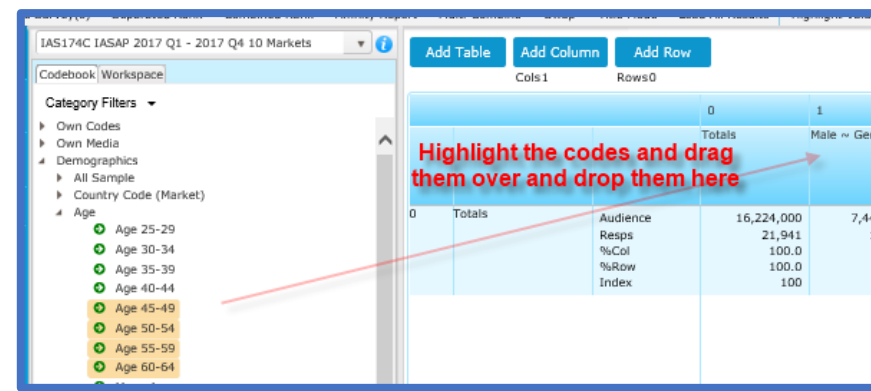 IAS174C IASAP 2017 Q1 - 2017 Q4 10 Markets
Add Table Add Column Add Row
Cols1 Rows0
Codebook Workspace
Category Filters
Own Codes
Own Media
Demographics
All Sample
Country Code (Market)
Age
Age 25-29
Age 30-34
Age 35-39
Age 40-44
Age 45-49
Age 50-54
Age 55-59
Age 60-64
0 1
Totals Male ~ Ge
Highlight the codes and drag
them over and drop them here
0 Totals Audience 16,224,000 7,4
Resps 21,941
%Col 100.0
%Row 100.0
Index 100